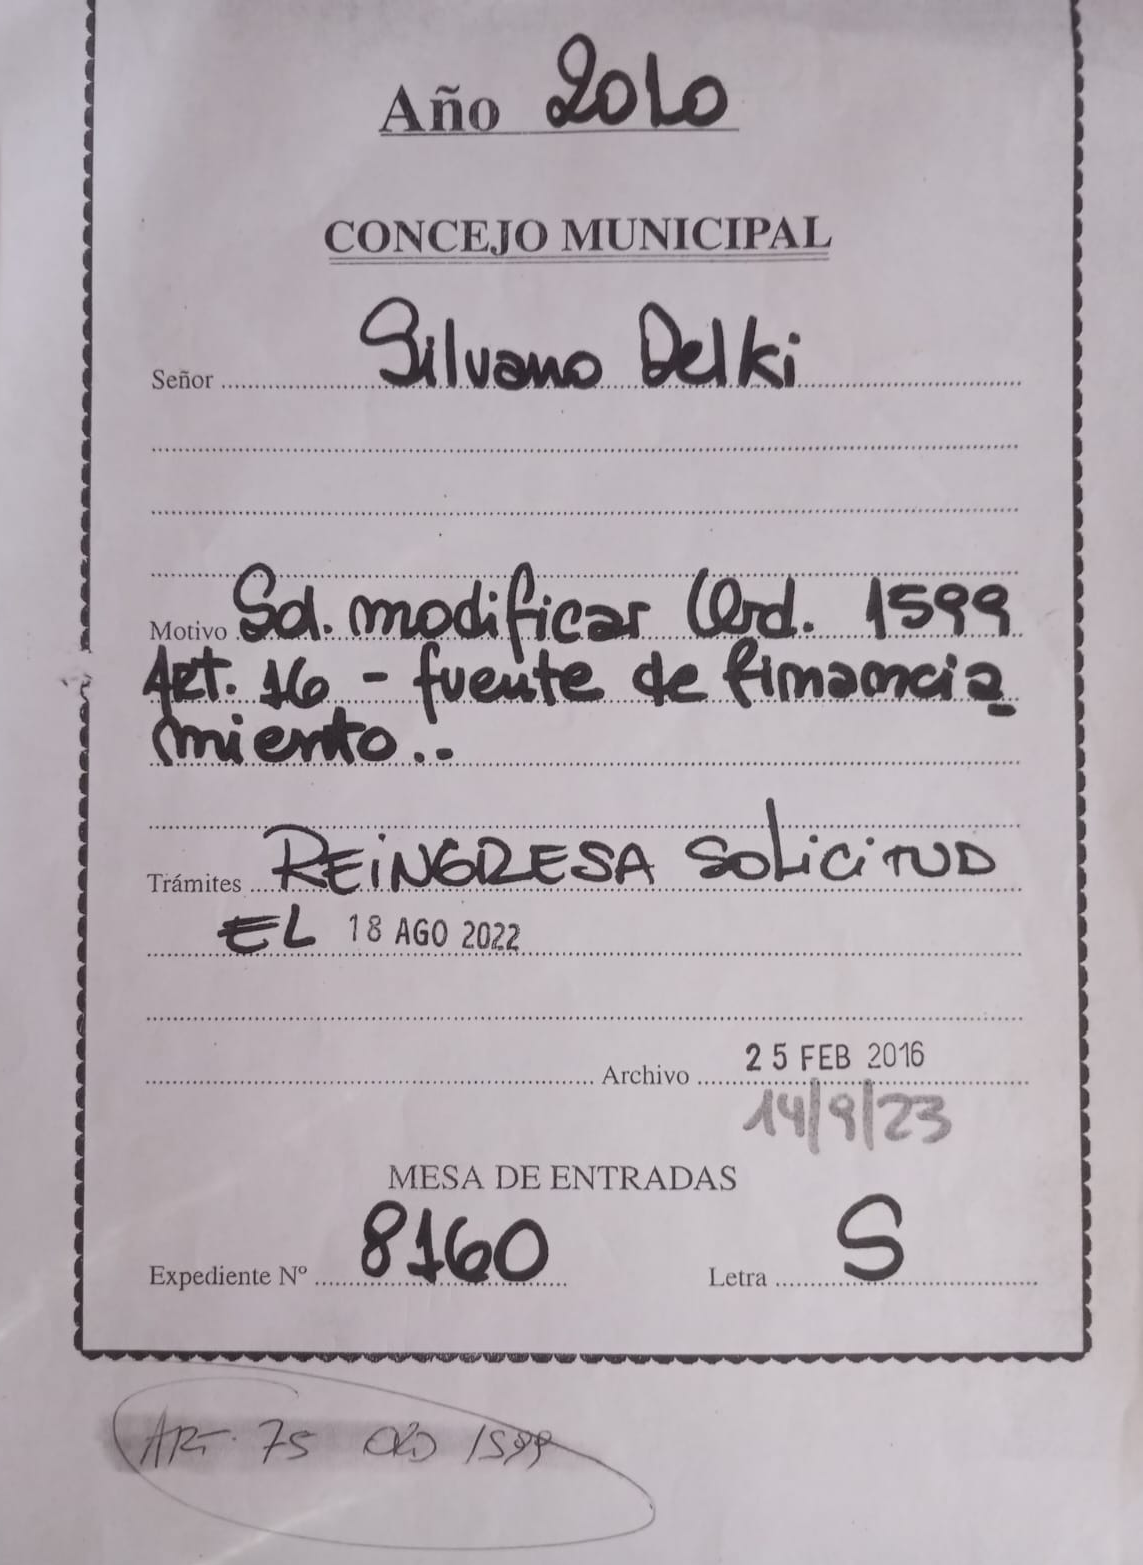 Año 2010
CONCEJO MUNICIPAL
Señor Silvano Delki
Motivo Sol. modificar Ord. 1599
Art. 16 - fuente de financia
miento..
Trámites REINGRESA SOLICITUD
EL 18 AGO 2022
Archivo 25 FEB 2016
14/9/23
MESA DE ENTRADAS
Expediente Nº 8160 Letra S
ART. 75 ORD 1599